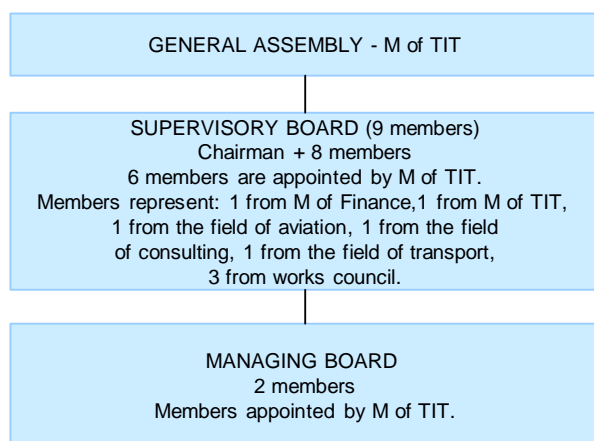 GENERAL ASSEMBLY - M of TIT
SUPERVISORY BOARD (9 members)
Chairman + 8 members
6 members are appointed by M of TIT.
Members represent: 1 from M of Finance,1 from M of TIT,
1 from the field of aviation, 1 from the field
of consulting, 1 from the field of transport,
3 from works council.
MANAGING BOARD
2 members
Members appointed by M of TIT.